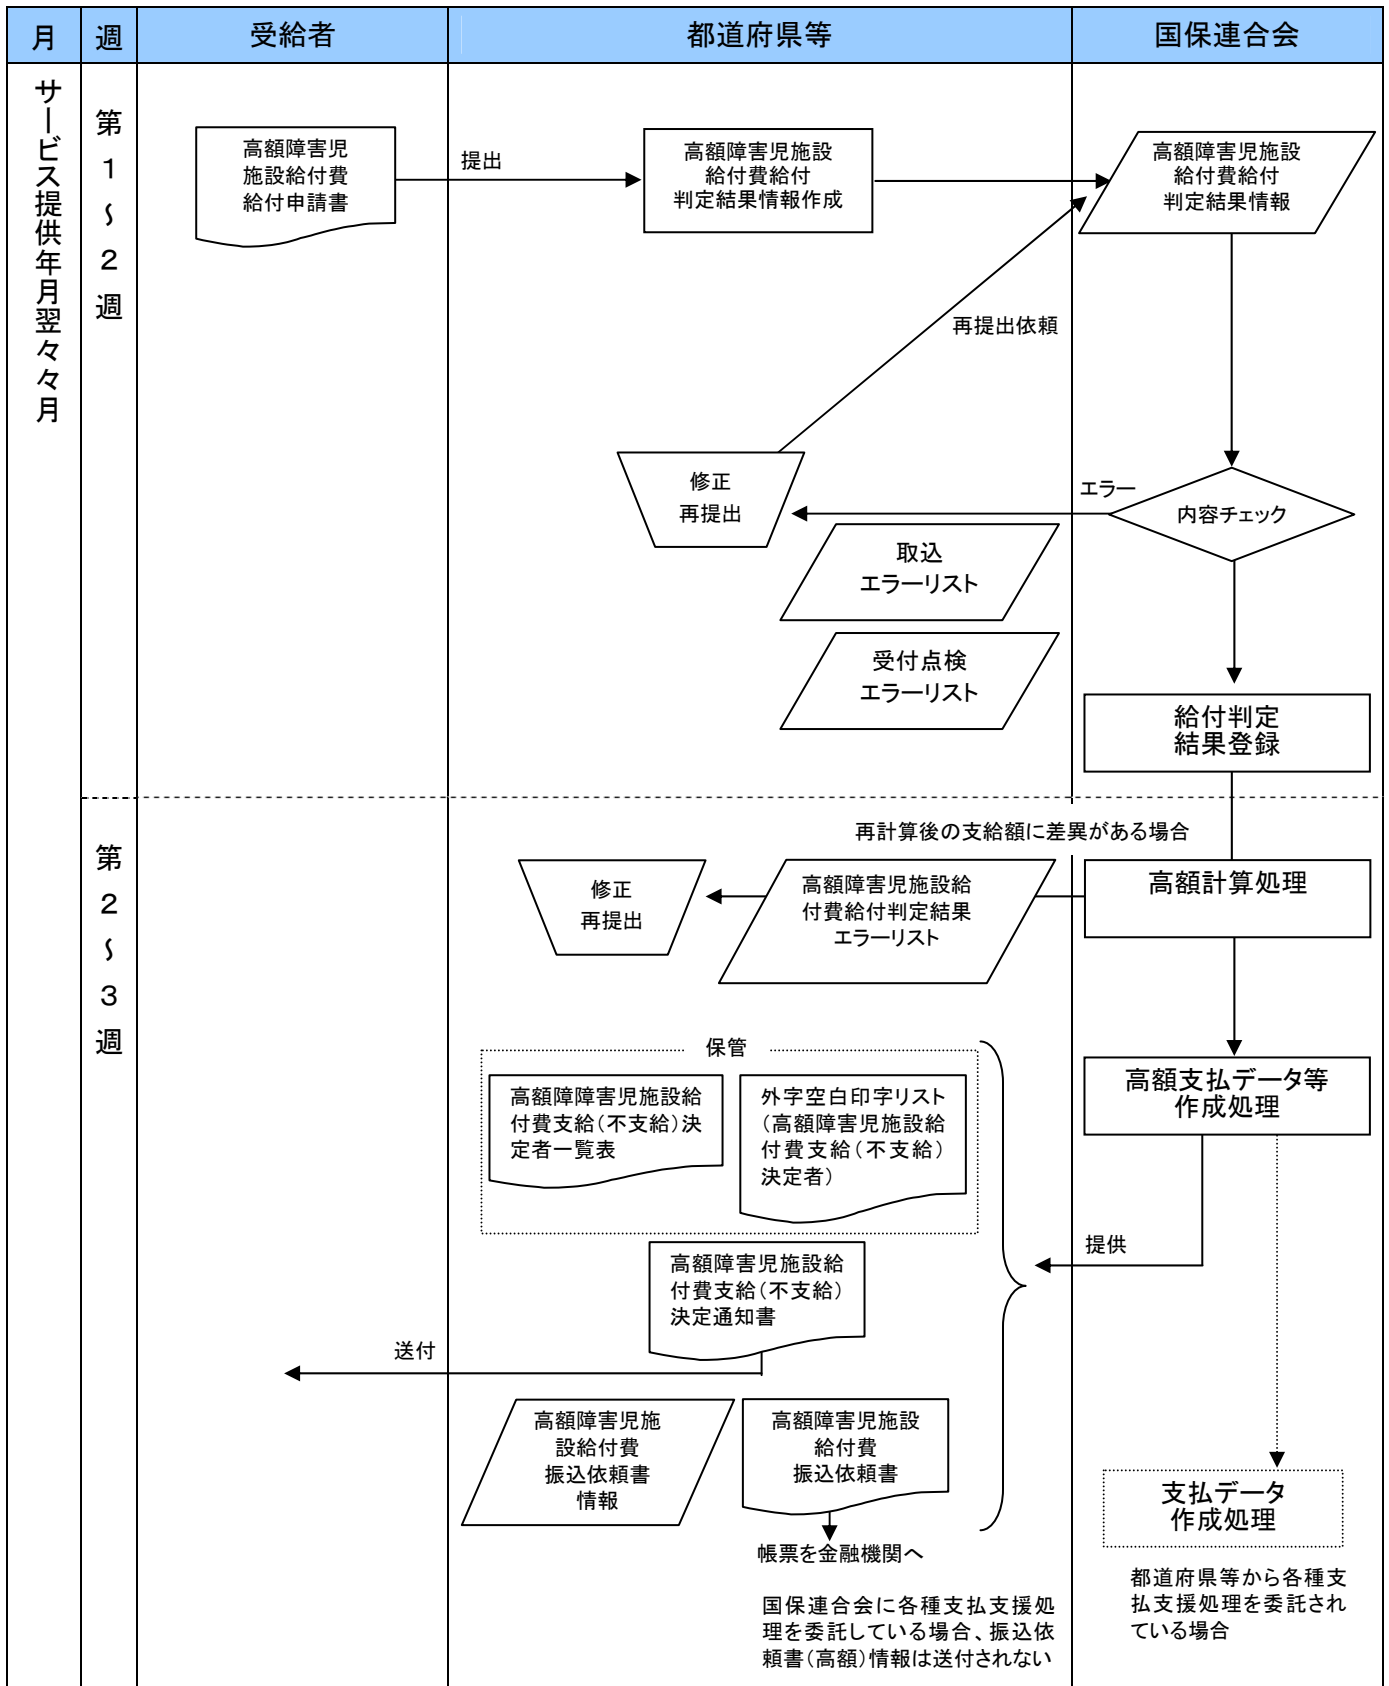 月
週
受給者
都道府県等
国保連合会
サービス提供年月翌々々月
第
1
～
2
週
高額障害児
施設給付費
給付申請書
提出
高額障害児施設
給付費給付
判定結果情報作成
高額障害児施設
給付費給付
判定結果情報
再提出依頼
修正
再提出
エラー
内容チェック
取込
エラーリスト
受付点検
エラーリスト
給付判定
結果登録
第
2
～
3
週
再計算後の支給額に差異がある場合
修正
再提出
高額障害児施設給
付費給付判定結果
エラーリスト
高額計算処理
保管
高額障障害児施設給
付費支給（不支給）決
定者一覧表
外字空白印字リスト
（高額障害児施設給
付費支給（不支給）
決定者）
高額支払データ等
作成処理
提供
高額障害児施設給
付費支給（不支給）
決定通知書
送付
高額障害児施
設給付費
振込依頼書
情報
高額障害児施設
給付費
振込依頼書
帳票を金融機関へ
支払データ
作成処理
国保連合会に各種支払支援処
理を委託している場合、振込依
頼書（高額）情報は送付されない
都道府県等から各種支
払支援処理を委託され
ている場合